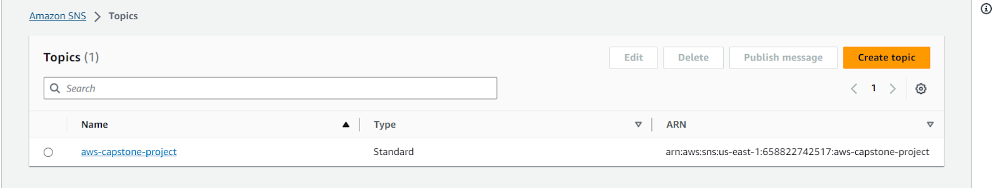 Amazon SNS > Topics
Topics (1)
Edit
Delete
Publish message
Create topic
Search
1
Name Type ARN
aws-capstone-project Standard arn:aws:sns:us-east-1:658822742517:aws-capstone-project